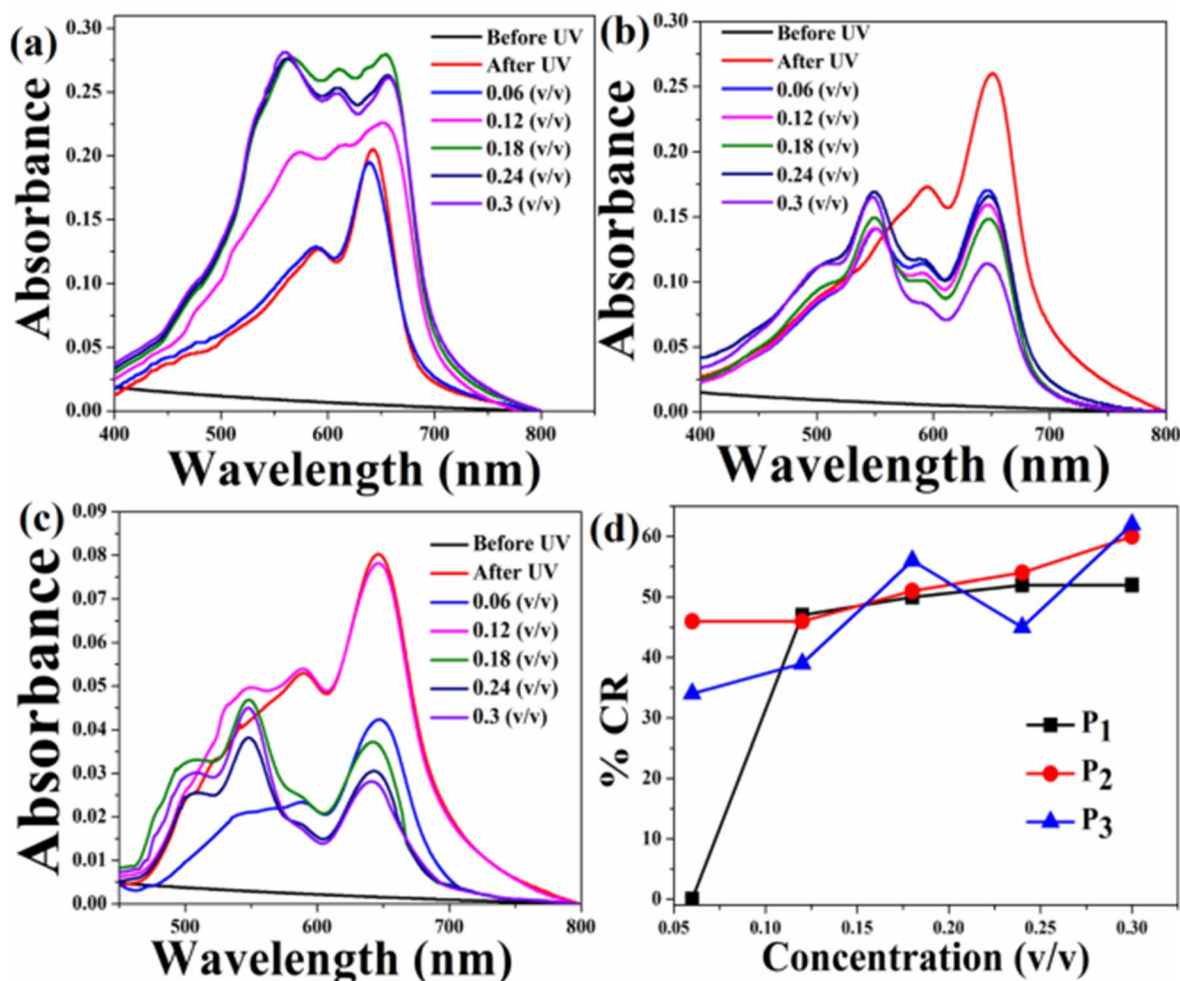 (a)
Before UV
After UV
0.06 (v/v)
0.12 (v/v)
0.18 (v/v)
0.24 (v/v)
0.3 (v/v)
Absorbance
0.30
0.25
0.20
0.15
0.10
0.05
0.00
400 500 600 700 800
Wavelength (nm)
(b)
Before UV
After UV
0.06 (v/v)
0.12 (v/v)
0.18 (v/v)
0.24 (v/v)
0.3 (v/v)
Absorbance
0.30
0.25
0.20
0.15
0.10
0.05
0.00
400 500 600 700 800
Wavelength (nm)
(c)
Before UV
After UV
0.06 (v/v)
0.12 (v/v)
0.18 (v/v)
0.24 (v/v)
0.3 (v/v)
Absorbance
0.09
0.08
0.07
0.06
0.05
0.04
0.03
0.02
0.01
0.00
500 600 700 800
Wavelength (nm)
(d)
% CR
60
50
40
30
20
10
0
P1
P2
P3
0.05 0.10 0.15 0.20 0.25 0.30
Concentration (v/v)